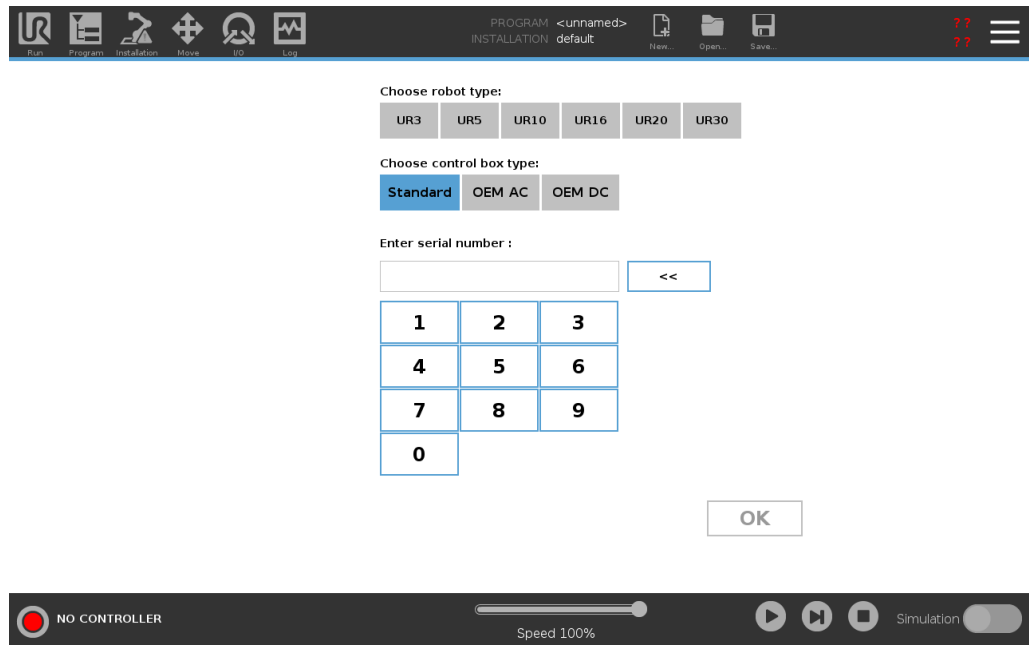 PROGRAM <unnamed>
INSTALLATION default
Run Program Installation Move I/O Log New... Open... Save...
? ?
? ?
Choose robot type:
UR3 UR5 UR10 UR16 UR20 UR30
Choose control box type:
Standard OEM AC OEM DC
Enter serial number :
<<
1 2 3
4 5 6
7 8 9
0
OK
NO CONTROLLER
Speed 100%
Simulation